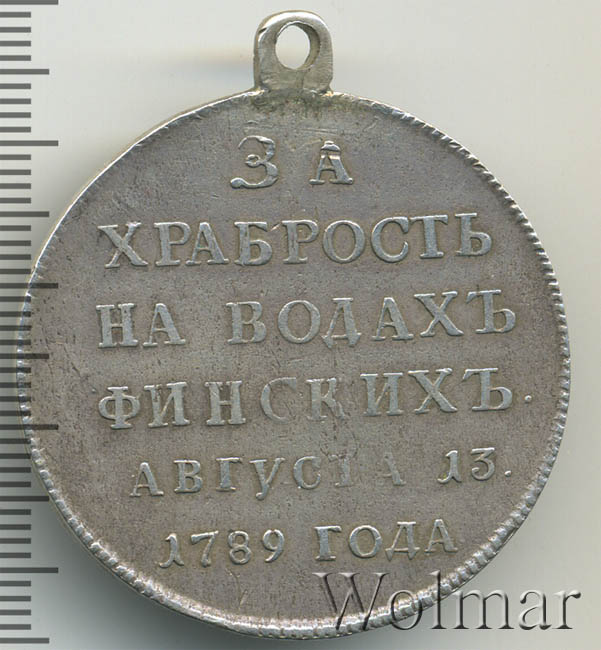 ЗА
ХРАБРОСТЬ
НА ВОДАХЪ
ФИНСКИХЪ.
АВГУСТА 13.
1789 ГОДА
Wolmar